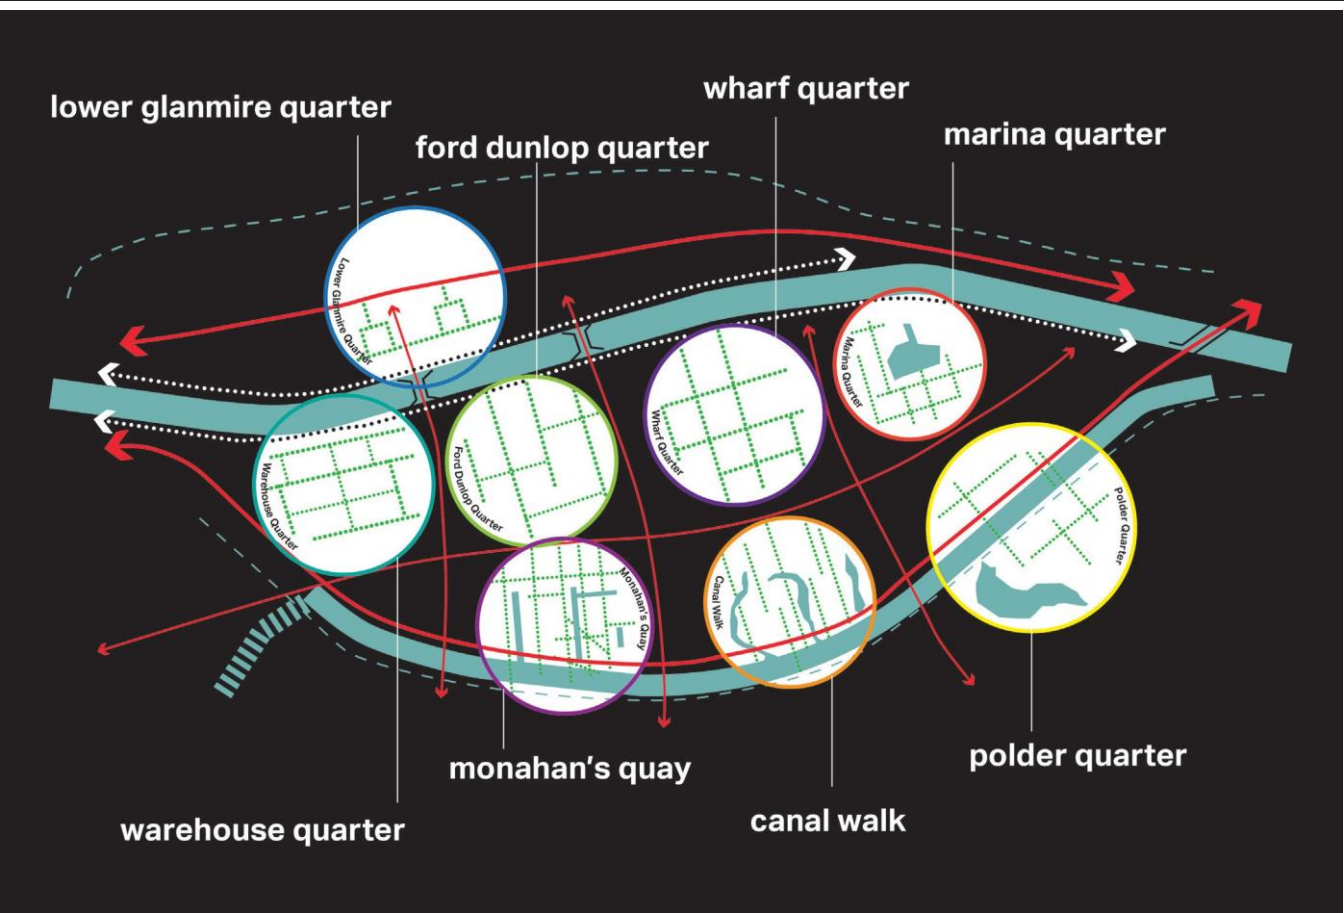 wharf quarter
lower glanmire quarter
marina quarter
ford dunlop quarter
Lower Glanmire Quarter
Marina Quarter
Wharf Quarter
Ford Dunlop Quarter
Warehouse Quarter
Polder Quarter
Monahan's Quay
Canal Walk
polder quarter
monahan's quay
canal walk
warehouse quarter